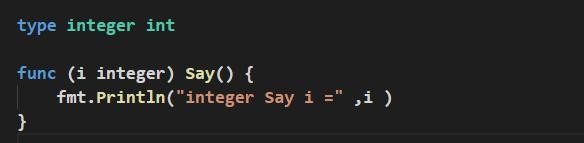 type integer int
func (i integer) Say() {
    fmt.Println("integer Say i =" ,i )
}